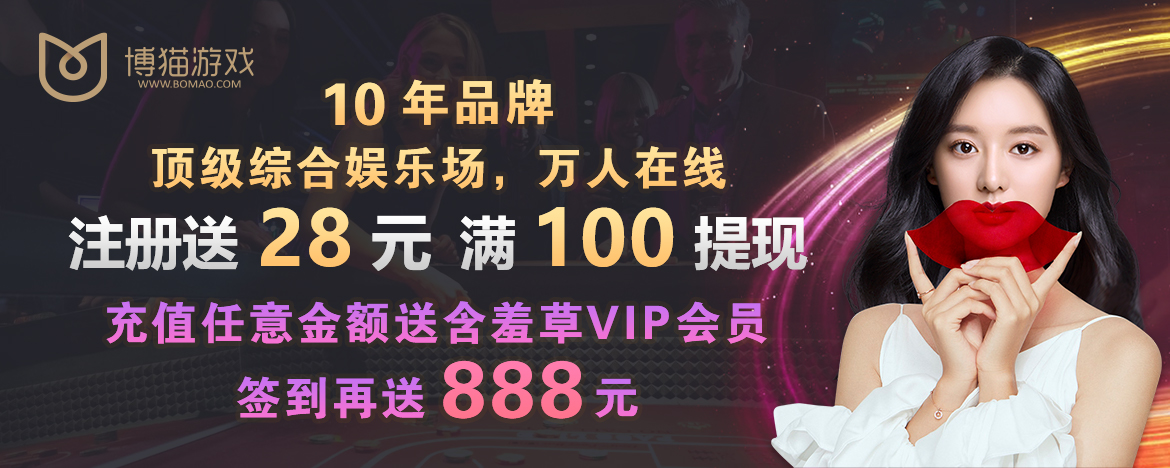 博猫游戏
WWW.BOMAO.COM
10 年品牌
顶级综合娱乐场，万人在线
注册送 28 元 满 100 提现
充值任意金额送含羞草VIP会员
签到再送 888 元